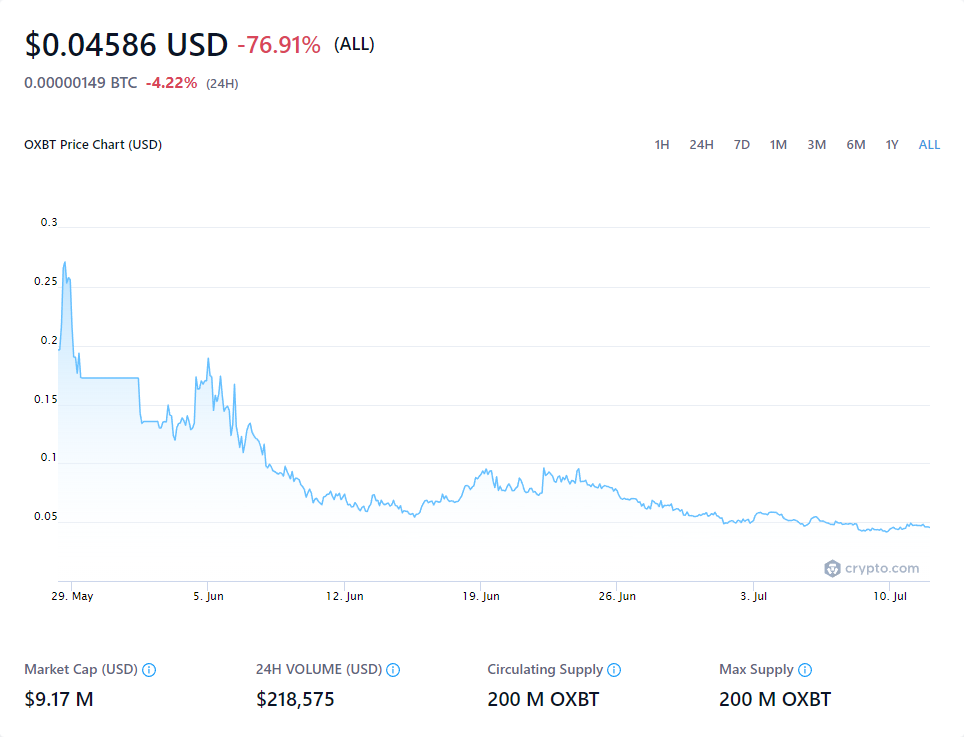 $0.04586 USD -76.91% (ALL)
0.00000149 BTC -4.22% (24H)
OXBT Price Chart (USD) 1H 24H 7D 1M 3M 6M 1Y ALL
0.3
0.25
0.2
0.15
0.1
0.05
crypto.com
29. May 5. Jun 12. Jun 19. Jun 26. Jun 3. Jul 10. Jul
Market Cap (USD) 24H VOLUME (USD) Circulating Supply Max Supply
$9.17 M $218,575 200 M OXBT 200 M OXBT